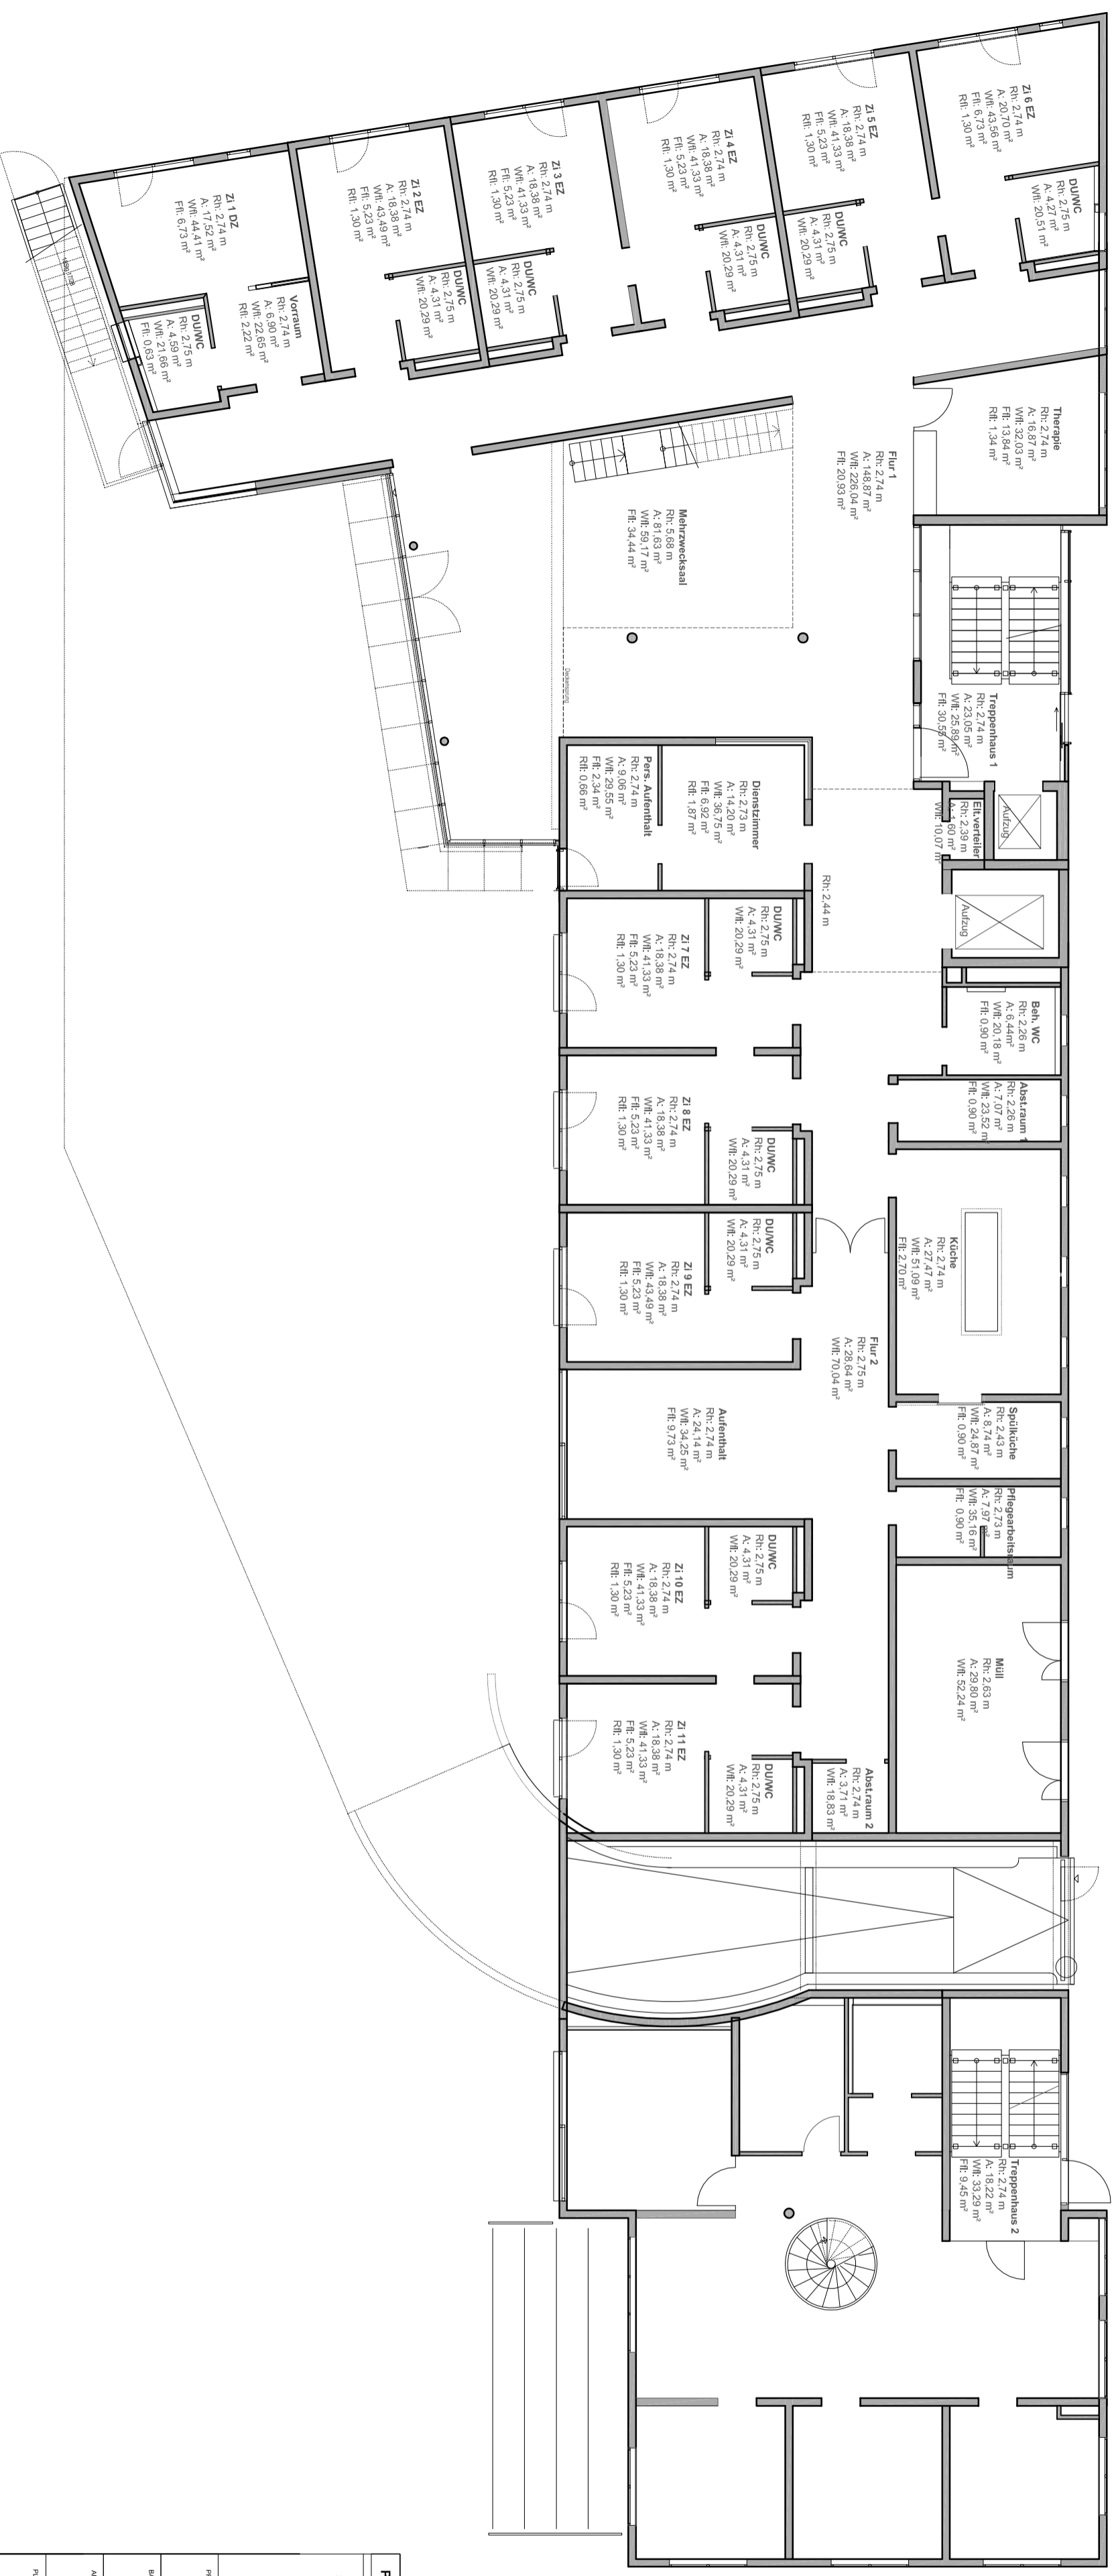 Zi 6 EZ
Rh: 2,74 m
A: 20,70 m²
Wfl: 43,56 m²
Ffl: 6,73 m²
Rfl: 1,30 m²
DU/WC
Rh: 2,75 m
A: 4,27 m²
Wfl: 20,51 m²
Zi 5 EZ
Rh: 2,74 m
A: 18,38 m²
Wfl: 41,33 m²
Ffl: 5,23 m²
Rfl: 1,30 m²
DU/WC
Rh: 2,75 m
A: 4,31 m²
Wfl: 20,29 m²
Zi 4 EZ
Rh: 2,74 m
A: 18,38 m²
Wfl: 41,33 m²
Ffl: 5,23 m²
Rfl: 1,30 m²
DU/WC
Rh: 2,75 m
A: 4,31 m²
Wfl: 20,29 m²
Zi 3 EZ
Rh: 2,74 m
A: 18,38 m²
Wfl: 41,33 m²
Ffl: 5,23 m²
Rfl: 1,30 m²
DU/WC
Rh: 2,75 m
A: 4,31 m²
Wfl: 20,29 m²
Zi 2 EZ
Rh: 2,74 m
A: 18,38 m²
Wfl: 43,49 m²
Ffl: 5,23 m²
Rfl: 1,30 m²
DU/WC
Rh: 2,75 m
A: 4,31 m²
Wfl: 20,29 m²
Zi 1 DZ
Rh: 2,74 m
A: 17,52 m²
Wfl: 44,41 m²
Ffl: 6,73 m²
Vorraum
Rh: 2,74 m
A: 6,90 m²
Wfl: 22,65 m²
Rfl: 2,22 m²
DU/WC
Rh: 2,75 m
A: 4,59 m²
Wfl: 21,66 m²
Ffl: 0,63 m²
Therapie
Rh: 2,74 m
A: 16,87 m²
Wfl: 32,03 m²
Ffl: 13,84 m²
Rfl: 1,34 m²
Flur 1
Rh: 2,74 m
A: 148,87 m²
Wfl: 226,04 m²
Ffl: 20,93 m²
Mehrzwecksaal
Rh: 5,68 m
A: 81,63 m²
Wfl: 59,17 m²
Ffl: 34,44 m²
Deckensprung
Treppenhaus 1
Rh: 2,74 m
A: 23,05 m²
Wfl: 25,89 m²
Ffl: 30,55 m²
Aufzug
Elt.verteiler
Rh: 2,39 m
A: 1,60 m²
Wfl: 10,07 m²
Aufzug
Dienstzimmer
Rh: 2,73 m
A: 14,20 m²
Wfl: 36,75 m²
Ffl: 6,92 m²
Rfl: 1,87 m²
Pers. Aufenthalt
Rh: 2,74 m
A: 9,06 m²
Wfl: 29,55 m²
Ffl: 2,34 m²
Rfl: 0,66 m²
Rh: 2,44 m
DU/WC
Rh: 2,75 m
A: 4,31 m²
Wfl: 20,29 m²
Zi 7 EZ
Rh: 2,74 m
A: 18,38 m²
Wfl: 41,33 m²
Ffl: 5,23 m²
Rfl: 1,30 m²
Beh. WC
Rh: 2,26 m
A: 6,44m²
Wfl: 20,18 m²
Ffl: 0,90 m²
Abst.raum 1
Rh: 2,26 m
A: 7,07 m²
Wfl: 23,52 m²
Ffl: 0,90 m²
Zi 8 EZ
Rh: 2,74 m
A: 18,38 m²
Wfl: 41,33 m²
Ffl: 5,23 m²
Rfl: 1,30 m²
DU/WC
Rh: 2,75 m
A: 4,31 m²
Wfl: 20,29 m²
Küche
Rh: 2,74 m
A: 27,47 m²
Wfl: 51,09 m²
Ffl: 2,70 m²
DU/WC
Rh: 2,75 m
A: 4,31 m²
Wfl: 20,29 m²
Zi 9 EZ
Rh: 2,74 m
A: 18,38 m²
Wfl: 43,49 m²
Ffl: 5,23 m²
Rfl: 1,30 m²
Flur 2
Rh: 2,75 m
A: 28,64 m²
Wfl: 70,04 m²
Aufenthalt
Rh: 2,74 m
A: 24,14 m²
Wfl: 34,25 m²
Ffl: 9,73 m²
Spülküche
Rh: 2,43 m
A: 8,74 m²
Wfl: 24,87 m²
Ffl: 0,90 m²
Pflegearbeitsraum
Rh: 2,73 m
A: 7,97 m²
Wfl: 35,16 m²
Ffl: 0,90 m²
DU/WC
Rh: 2,75 m
A: 4,31 m²
Wfl: 20,29 m²
Zi 10 EZ
Rh: 2,74 m
A: 18,38 m²
Wfl: 41,33 m²
Ffl: 5,23 m²
Rfl: 1,30 m²
Müll
Rh: 2,63 m
A: 29,80 m²
Wfl: 52,24 m²
Zi 11 EZ
Rh: 2,74 m
A: 18,38 m²
Wfl: 41,33 m²
Ffl: 5,23 m²
Rfl: 1,30 m²
DU/WC
Rh: 2,75 m
A: 4,31 m²
Wfl: 20,29 m²
Abst.raum 2
Rh: 2,74 m
A: 3,71 m²
Wfl: 18,83 m²
Treppenhaus 2
Rh: 2,74 m
A: 18,22 m²
Wfl: 33,29 m²
Ffl: 9,45 m²